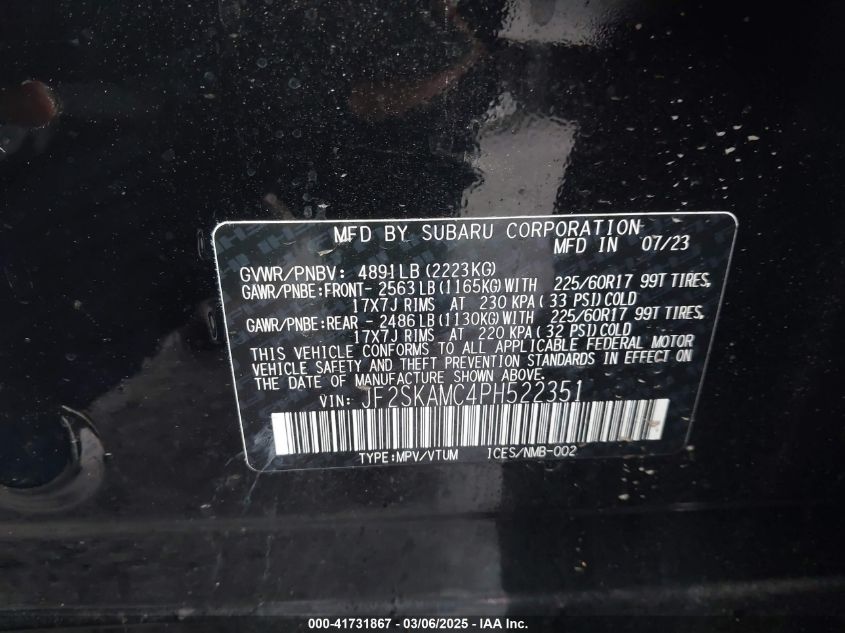 MFD BY SUBARU CORPORATION
MFD IN 07/23
GVWR/PNBV: 4891LB(2223KG)
GAWR/PNBE:FRONT- 2563LB(1165KG)WITH 225/60R17 99T TIRES,
17X7J RIMS AT 230 KPA( 33 PSI)COLD
GAWR/PNBE:REAR - 2486LB(1130KG)WITH 225/60R17 99T TIRES,
17X7J RIMS AT 220 KPA( 32 PSI)COLD
THIS VEHICLE CONFORMS TO ALL APPLICABLE FEDERAL MOTOR
VEHICLE SAFETY AND THEFT PREVENTION STANDARDS IN EFFECT ON
THE DATE OF MANUFACTURE SHOWN ABOVE.
VIN: JF2SKAMC4PH522351
TYPE:MPV/VTUM ICES/NMB-002
000-41731867 - 03/06/2025 - IAA Inc.